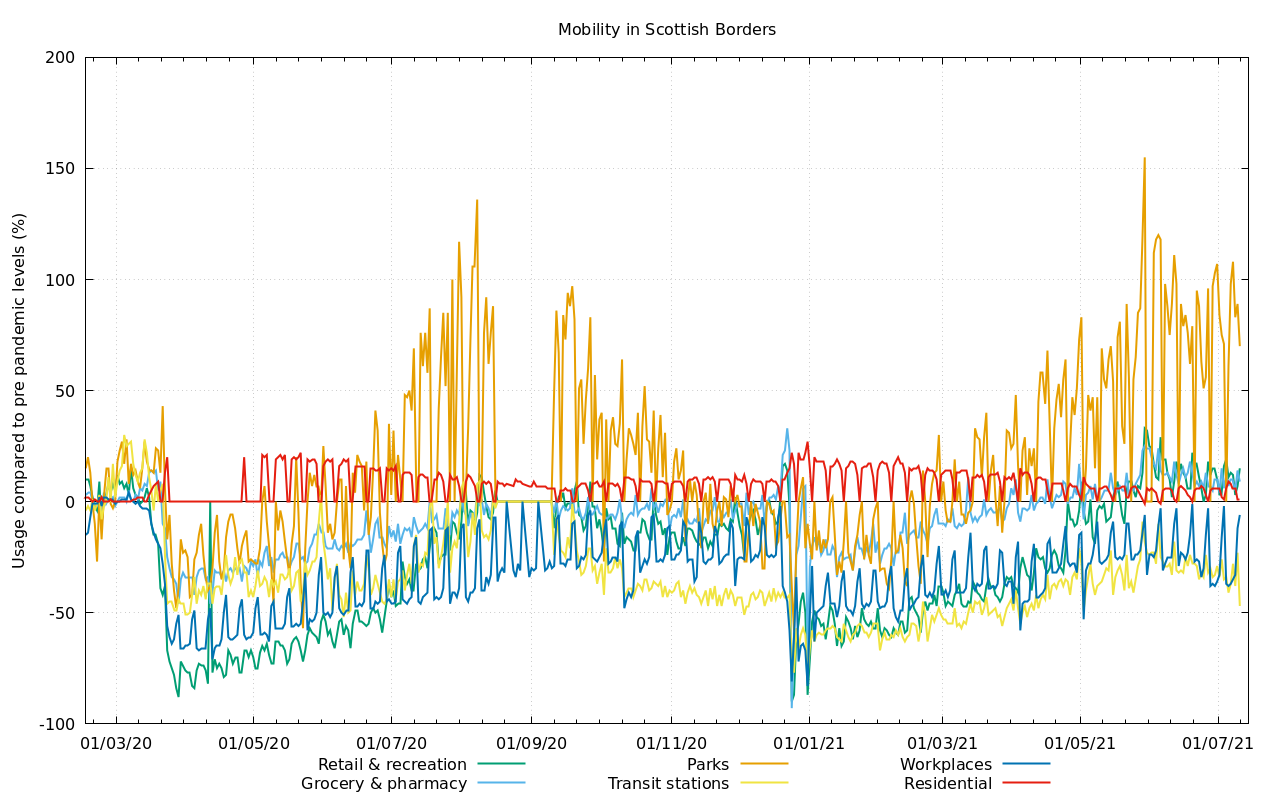 Mobility in Scottish Borders
Usage compared to pre pandemic levels (%)
200
150
100
50
0
-50
-100
01/03/20 01/05/20 01/07/20 01/09/20 01/11/20 01/01/21 01/03/21 01/05/21 01/07/21
Retail & recreation Parks Workplaces
Grocery & pharmacy Transit stations Residential